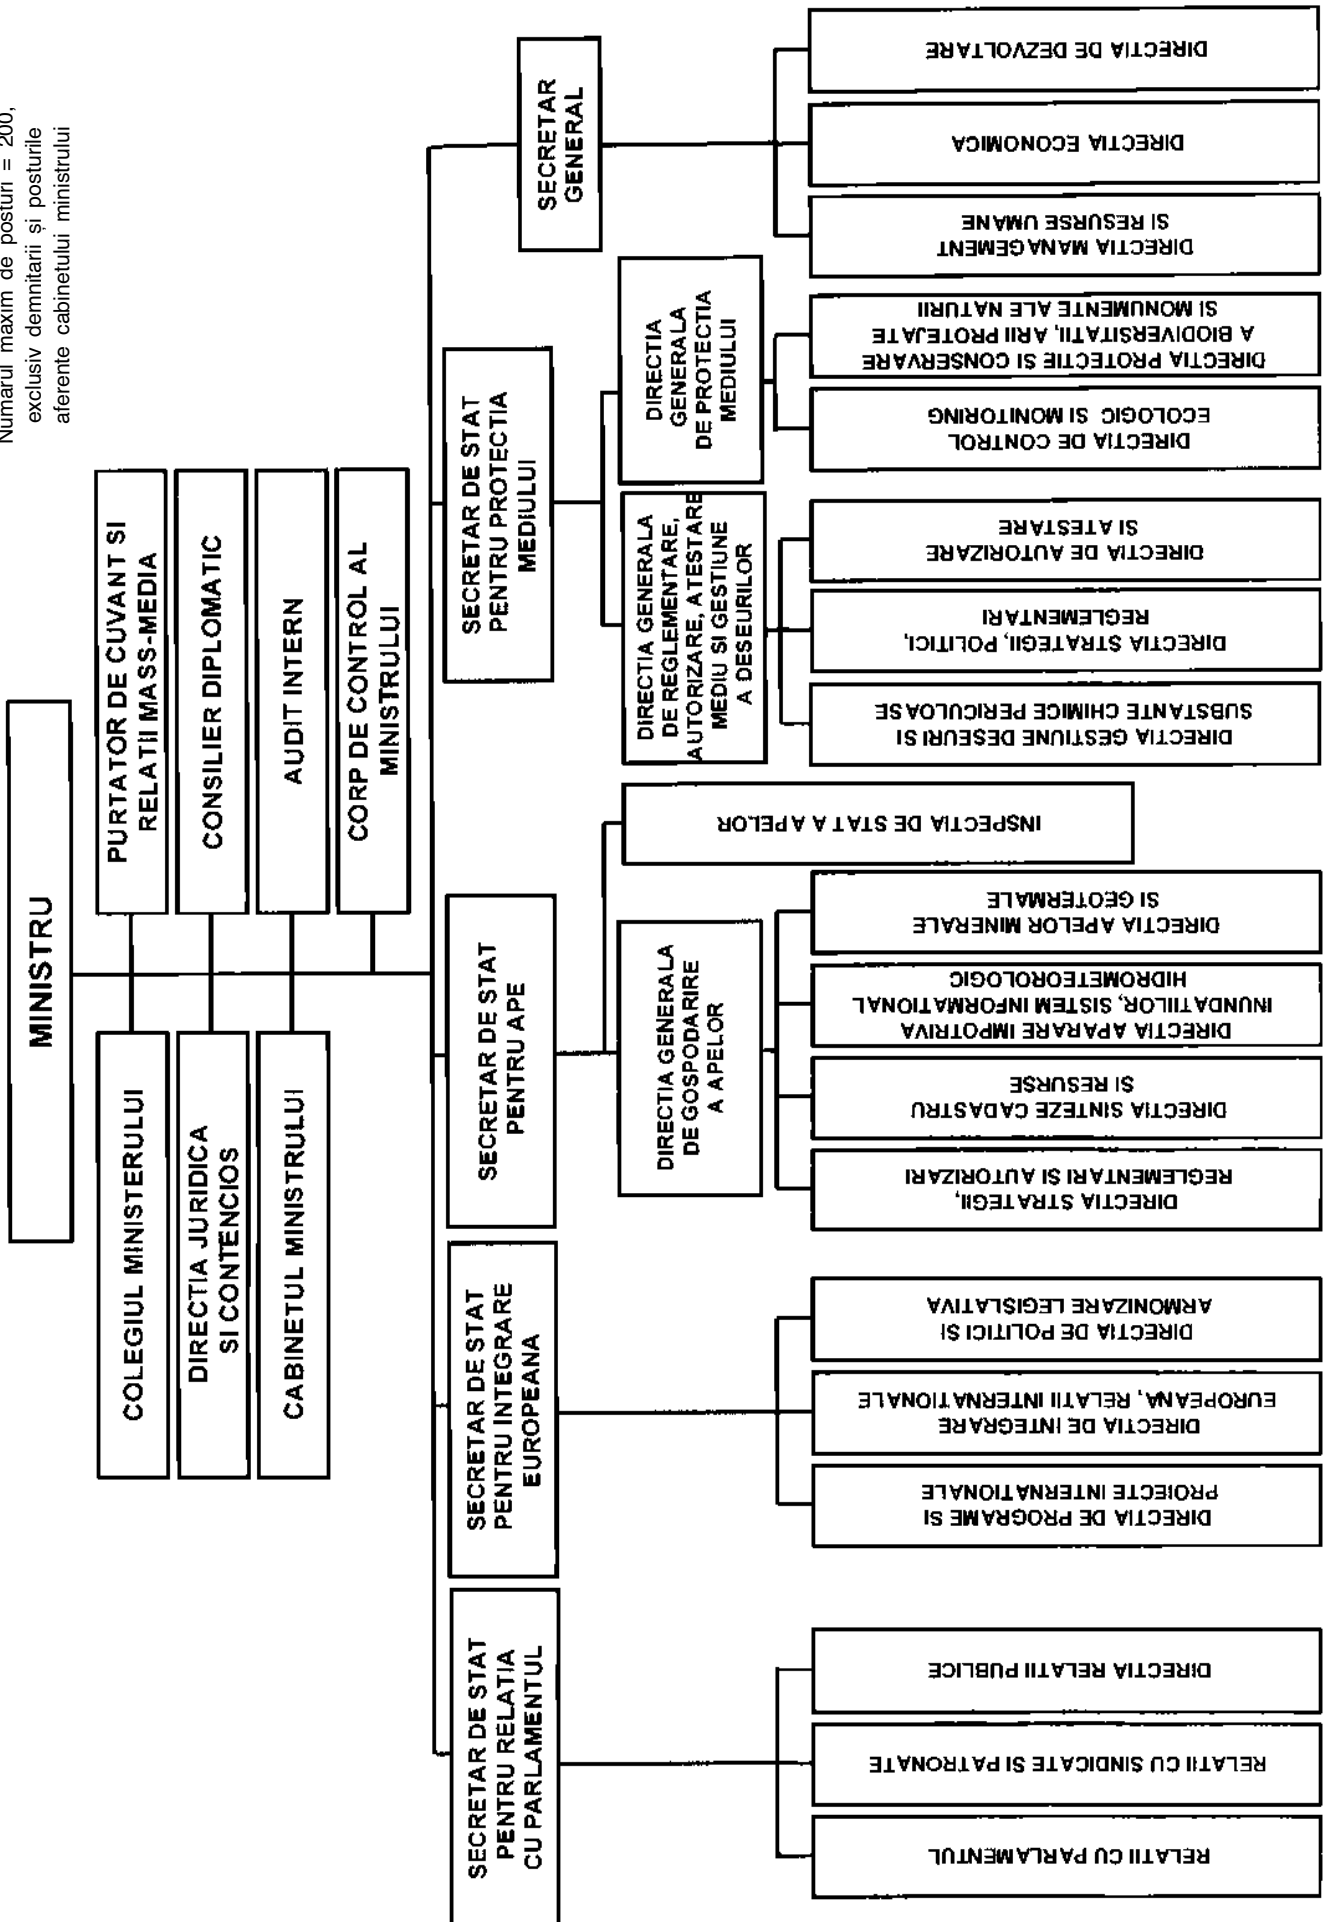 Numarul maxim de posturi = 200,
exclusiv demnitarii și posturile
aferente cabinetului ministrului
MINISTRU
COLEGIUL MINISTERULUI
PURTATOR DE CUVANT SI
RELATII MASS-MEDIA
DIRECTIA JURIDICA
SI CONTENCIOS
CONSILIER DIPLOMATIC
CABINETUL MINISTRULUI
AUDIT INTERN
CORP DE CONTROL AL
MINISTRULUI
SECRETAR DE STAT
PENTRU RELATIA
CU PARLAMENTUL
SECRETAR DE STAT
PENTRU INTEGRARE
EUROPEANA
SECRETAR DE STAT
PENTRU APE
SECRETAR DE STAT
PENTRU PROTECTIA
MEDIULUI
SECRETAR
GENERAL
DIRECTIA GENERALA
DE GOSPODARIRE
A APELOR
INSPECTIA DE STAT A APELOR
DIRECTIA GENERALA
DE REGLEMENTARE,
AUTORIZARE, ATESTARE
MEDIU SI GESTIUNE
A DESEURILOR
DIRECTIA
GENERALA
DE PROTECTIA
MEDIULUI
RELATII CU PARLAMENTUL
RELATII CU SINDICATE SI PATRONATE
DIRECTIA RELATII PUBLICE
DIRECTIA DE PROGRAME SI
PROIECTE INTERNATIONALE
DIRECTIA DE INTEGRARE
EUROPEANA, RELATII INTERNATIONALE
DIRECTIA DE POLITICI SI
ARMONIZARE LEGISLATIVA
DIRECTIA STRATEGII,
REGLEMENTARI SI AUTORIZARI
DIRECTIA SINTEZE CADASTRU
SI RESURSE
DIRECTIA APARARE IMPOTRIVA
INUNDATIILOR, SISTEM INFORMATIONAL
HIDROMETEOROLOGIC
DIRECTIA APELOR MINERALE
SI GEOTERMALE
DIRECTIA GESTIUNE DESEURI SI
SUBSTANTE CHIMICE PERICULOASE
DIRECTIA STRATEGII, POLITICI,
REGLEMENTARI
DIRECTIA DE AUTORIZARE
SI ATESTARE
DIRECTIA DE CONTROL
ECOLOGIC SI MONITORING
DIRECTIA PROTECTIE SI CONSERVARE
A BIODIVERSITATII, ARII PROTEJATE
SI MONUMENTE ALE NATURII
DIRECTIA MANAGEMENT
SI RESURSE UMANE
DIRECTIA ECONOMICA
DIRECTIA DE DEZVOLTARE